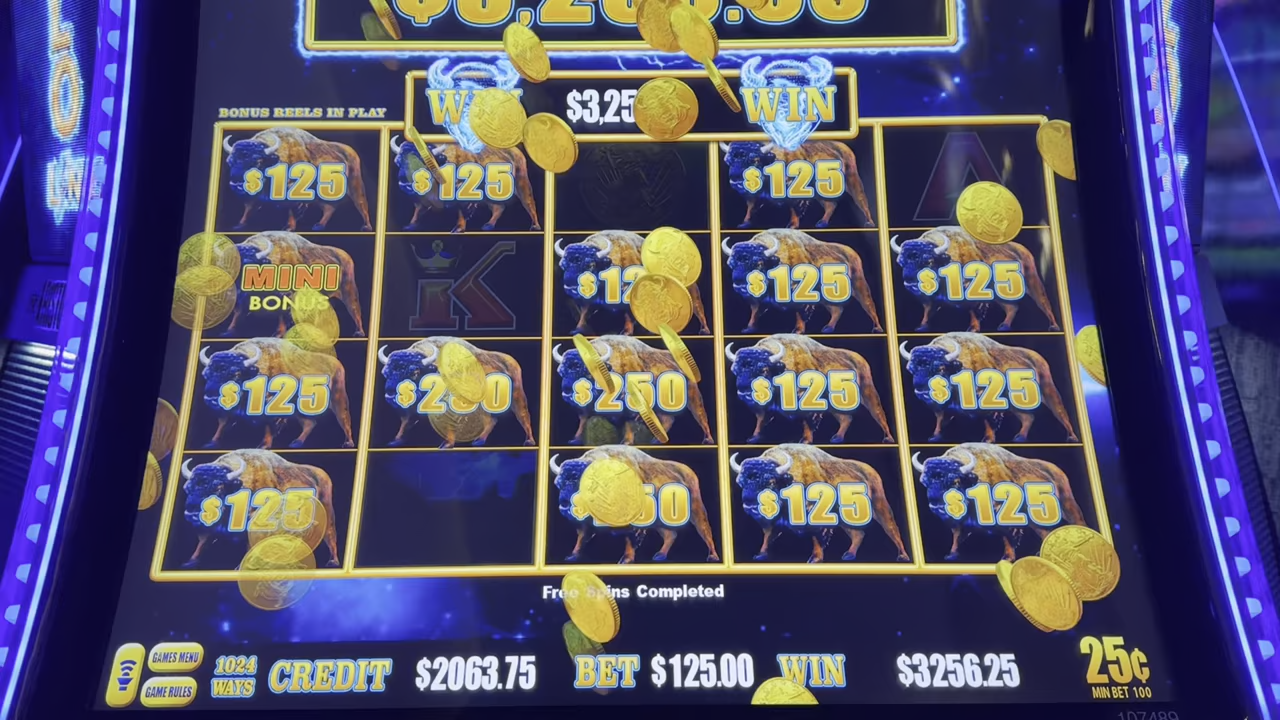 WIN $3,25 WIN
BONUS REELS IN PLAY
$125 $125 $125
MINI
BONUS
K $125 $125
$125 $250 $125 $125
$125 $125 $125
Free Spins Completed
GAMES MENU
GAME RULES
1024
WAYS
CREDIT $2063.75 BET $125.00 WIN $3256.25
25¢
MIN BET 100